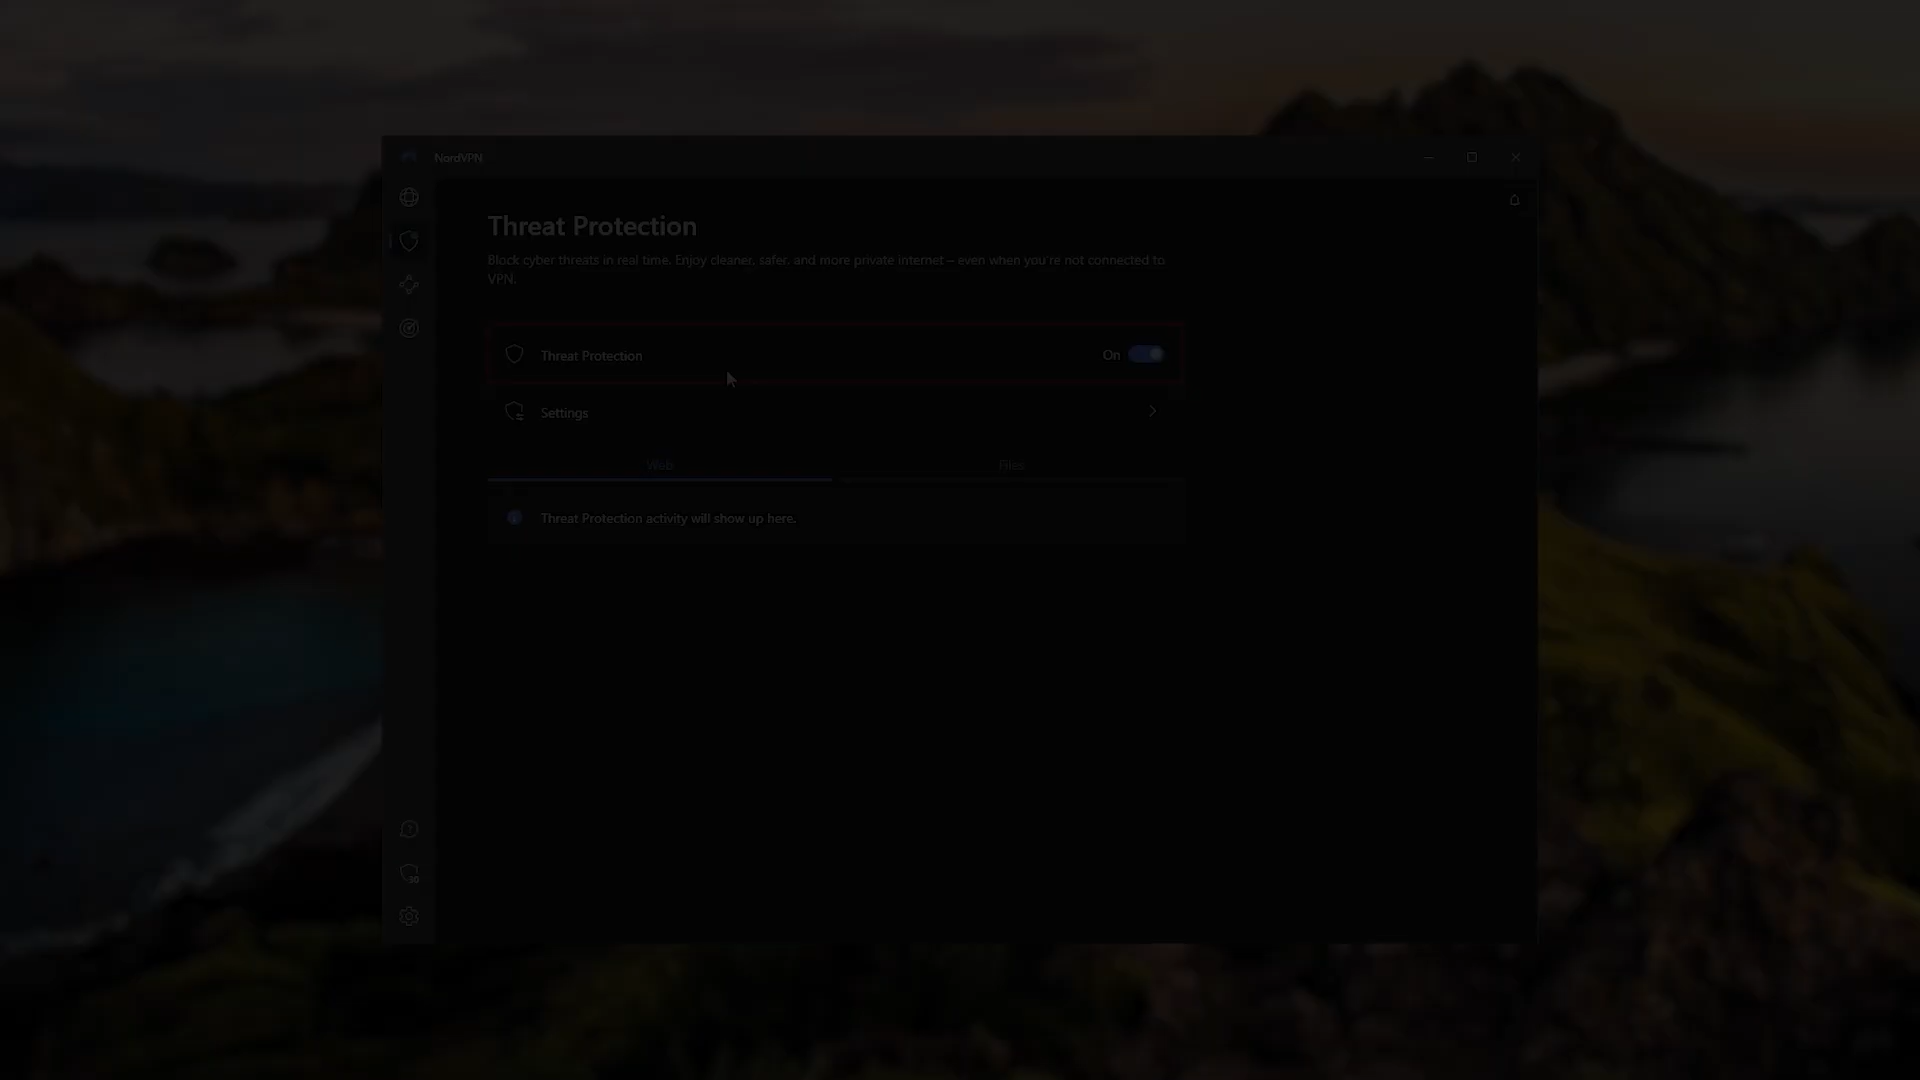 NordVPN
Threat Protection
Block cyber threats in real time. Enjoy cleaner, safer, and more private internet – even when you're not connected to
VPN.
Threat Protection
On
Settings
Web
Files
Threat Protection activity will show up here.
30